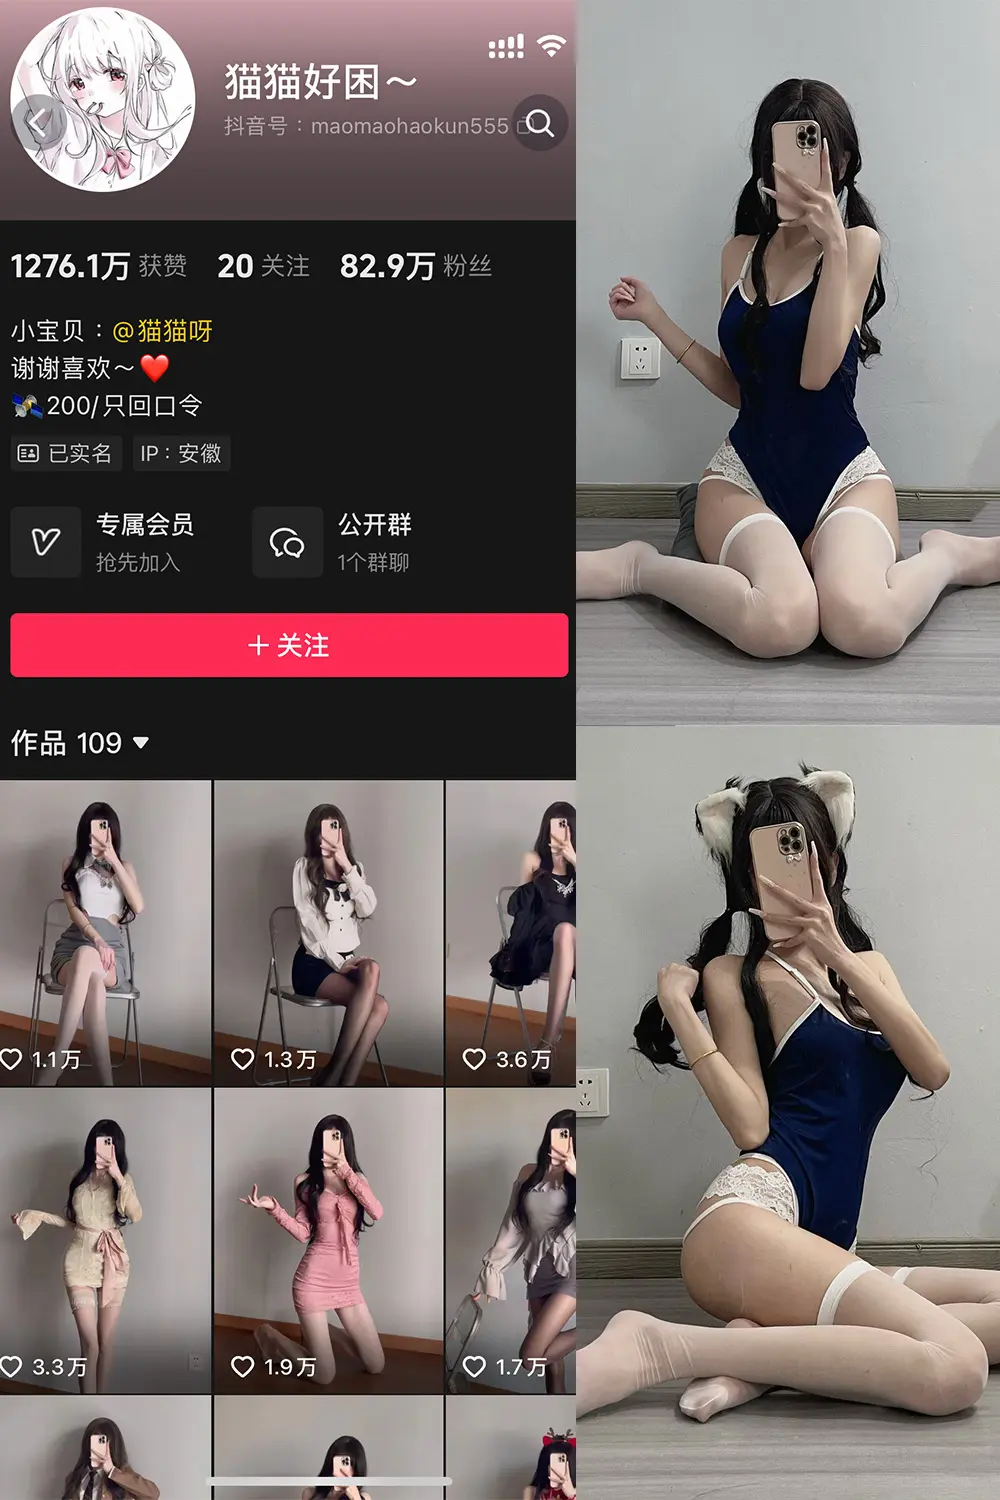 猫猫好困～
抖音号：maomaohaokun555
1276.1万 获赞 20 关注 82.9万 粉丝
小宝贝：@猫猫呀
谢谢喜欢～❤️
🛰️200/只回口令
已实名 IP：安徽
专属会员 公开群
抢先加入 1个群聊
＋关注
作品 109
1.1万 1.3万 3.6万
3.3万 1.9万 1.7万